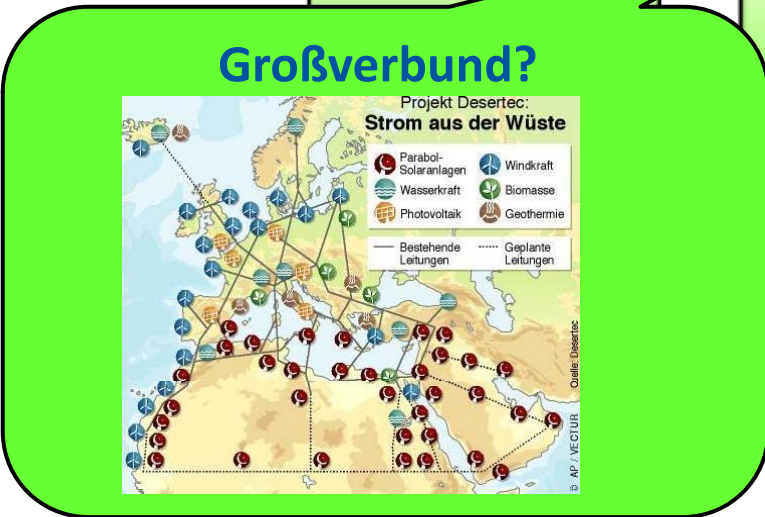 Großverbund?
Projekt Desertec:
Strom aus der Wüste
Parabol-
Solaranlagen
Windkraft
Wasserkraft
Biomasse
Photovoltaik
Geothermie
Bestehende
Leitungen
Geplante
Leitungen
Quelle: Desertec
© AP / VECTUR